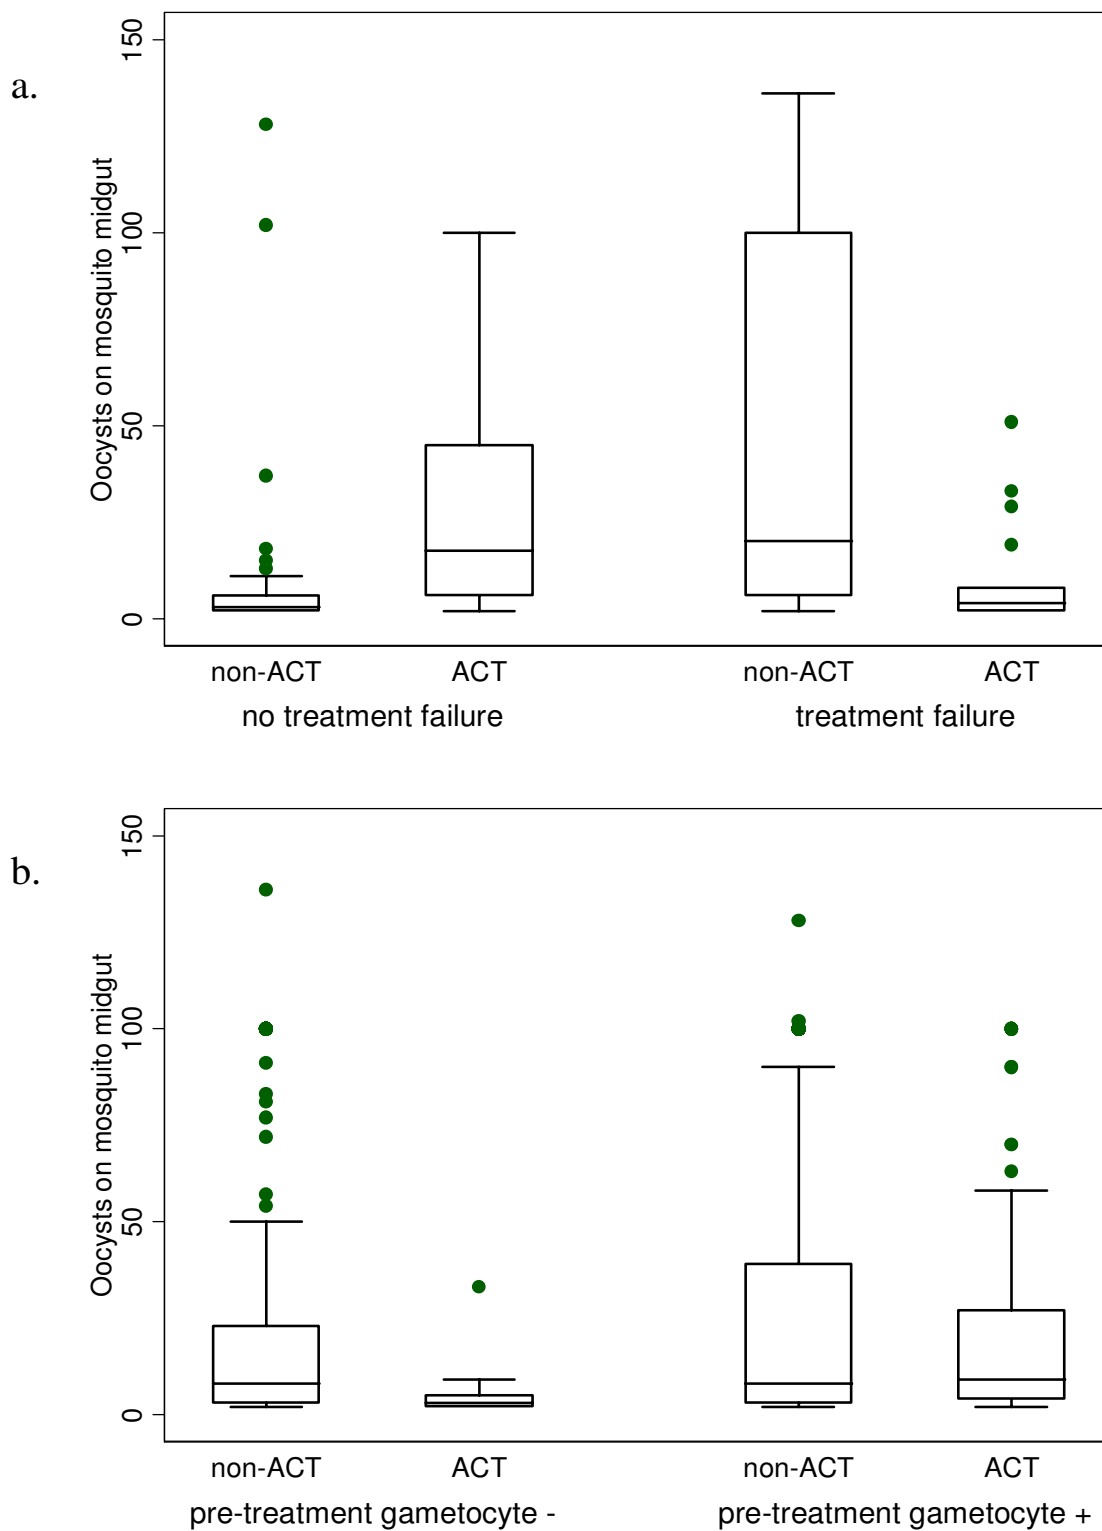 a.
Oocysts on mosquito midgut
150
100
50
0
non-ACT ACT non-ACT ACT
no treatment failure treatment failure
b.
Oocysts on mosquito midgut
150
100
50
0
non-ACT ACT non-ACT ACT
pre-treatment gametocyte - pre-treatment gametocyte +